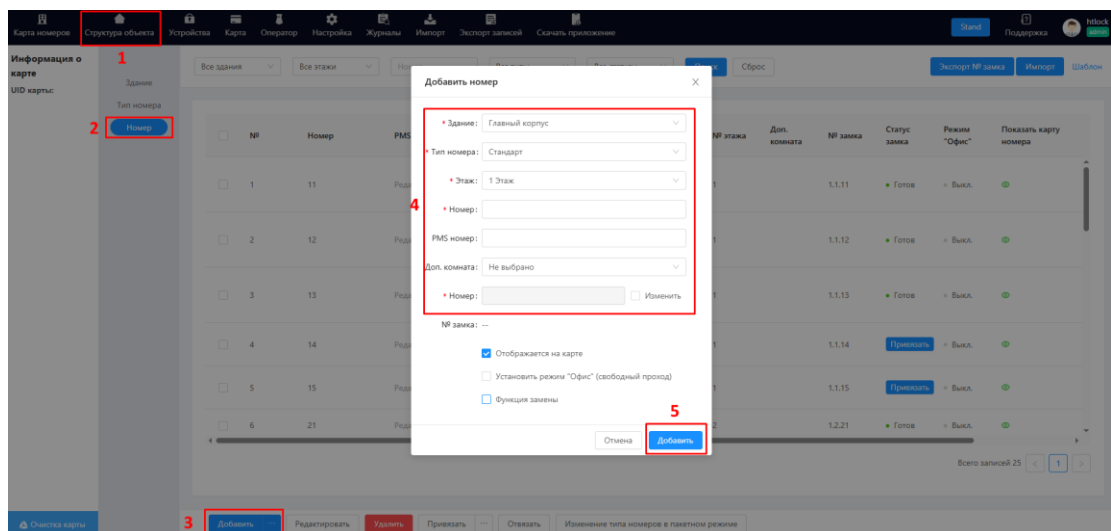 Карта номеров Структура объекта Устройства Карта Оператор Настройка Журналы Импорт Экспорт записей Скачать приложение Stand Поддержка htlock admin
1
Информация о карте
UID карты:
Здание
Тип номера
2 Номер
Все здания Все этажи Сброс Экспорт № замка Импорт Шаблон
№ Номер PMS № этажа Доп. комната № замка Статус замка Режим "Офис" Показать карту номера
1 11 1 1.1.11 Готов Выкл.
2 12 1 1.1.12 Готов Выкл.
3 13 1 1.1.13 Готов Выкл.
4 14 1 1.1.14 Привязать Выкл.
5 15 1 1.1.15 Привязать Выкл.
6 21 2 1.2.21 Готов Выкл.
Добавить номер
4
* Здание: Главный корпус
* Тип номера: Стандарт
* Этаж: 1 Этаж
* Номер:
PMS номер:
Доп. комната: Не выбрано
* Номер: Изменить
№ замка: --
Отображается на карте
Установить режим "Офис" (свободный проход)
Функция замены
5
Отмена Добавить
Всего записей 25 < 1 >
Очистка карты
3 Добавить ... Редактировать Удалить Привязать ... Отвязать Изменение типа номеров в пакетном режиме